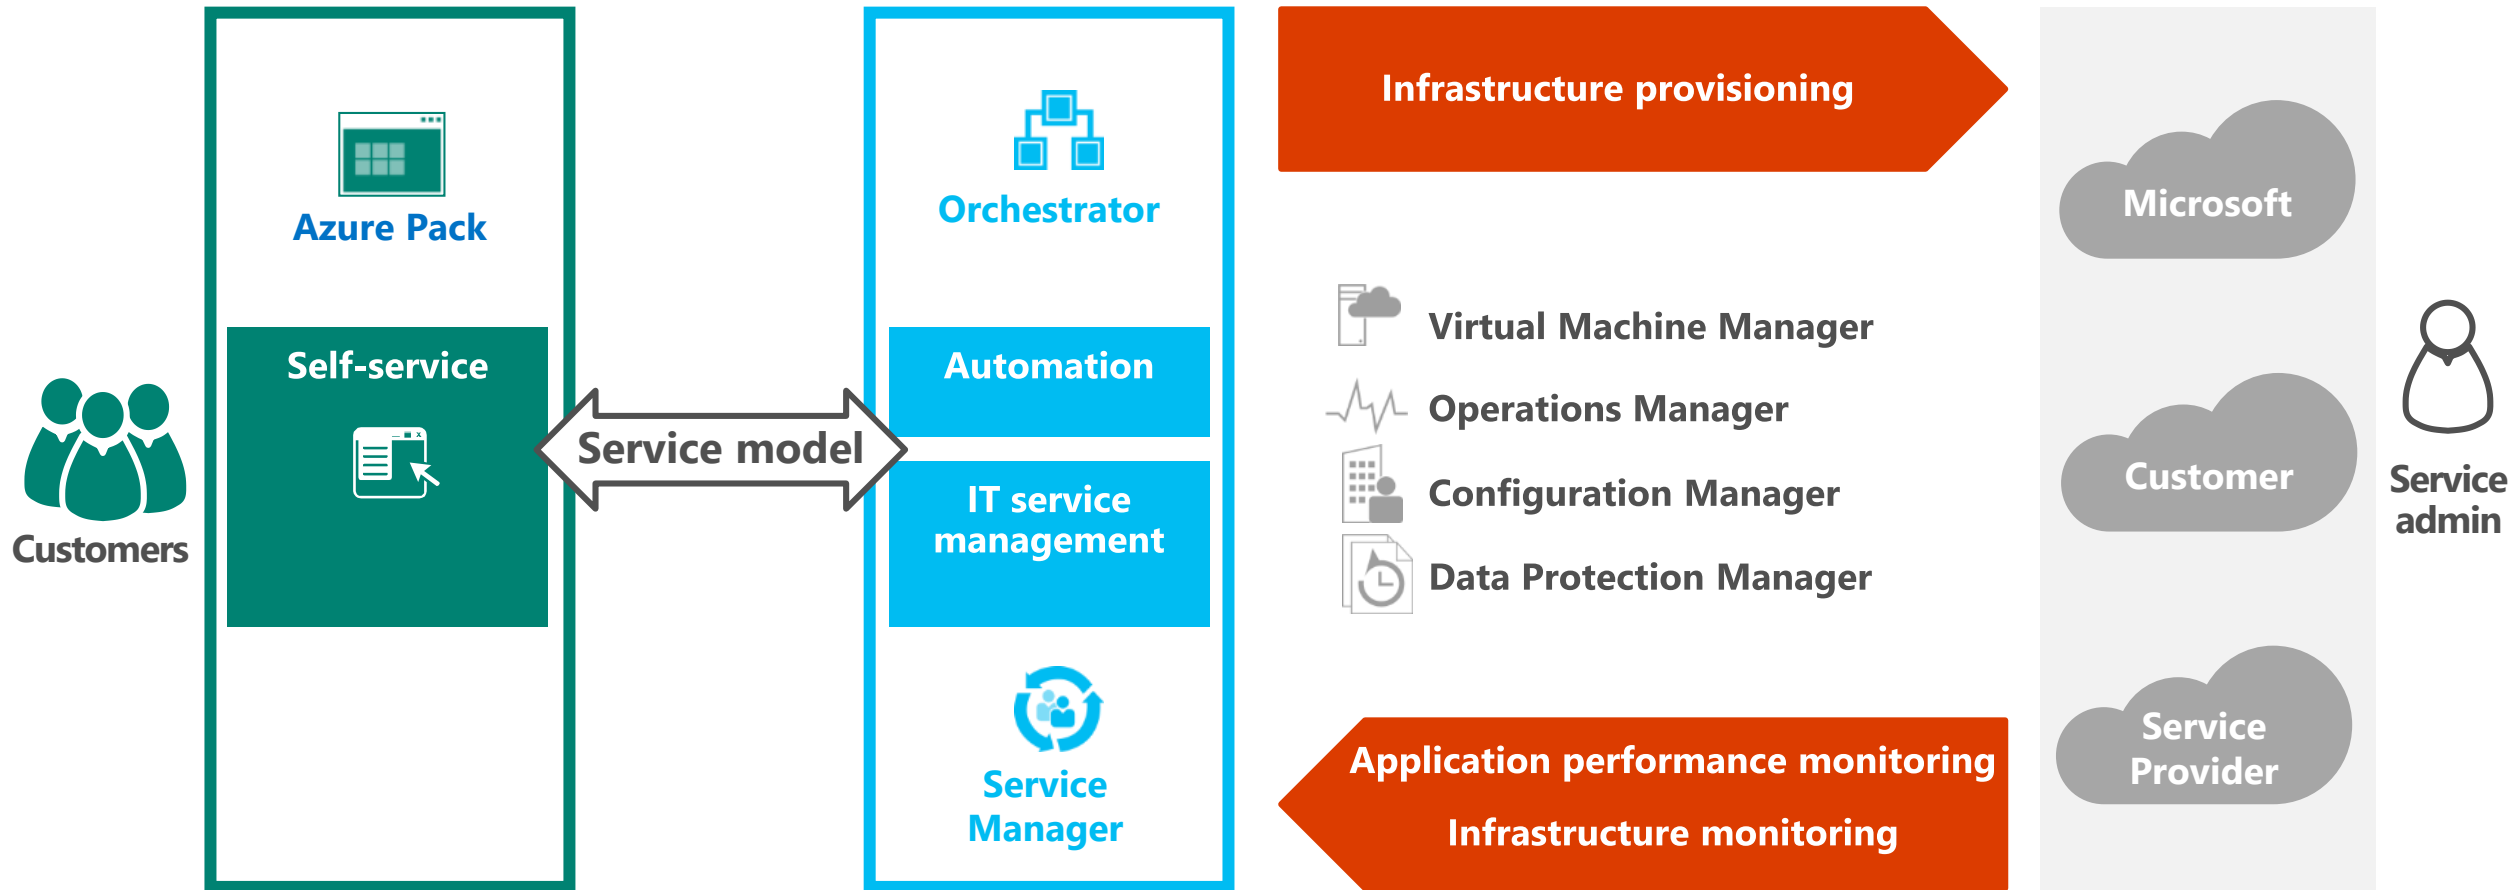 Customers
Azure Pack
Self-service
Service model
Orchestrator
Automation
IT service
management
Service
Manager
Infrastructure provisioning
Virtual Machine Manager
Operations Manager
Configuration Manager
Data Protection Manager
Application performance monitoring
Infrastructure monitoring
Microsoft
Customer
Service
Provider
Service
admin